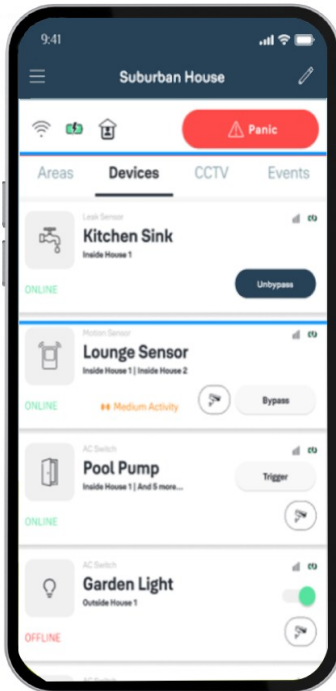 9:41
Suburban House
Panic
Areas Devices CCTV Events
Leak Sensor
Kitchen Sink
Inside House 1
ONLINE
Unbypass
Motion Sensor
Lounge Sensor
Inside House 1 | Inside House 2
ONLINE
Medium Activity
Bypass
AC Switch
Pool Pump
Inside House 1 | And 5 more...
Trigger
ONLINE
AC Switch
Garden Light
Outside House 1
OFFLINE
AC Switch